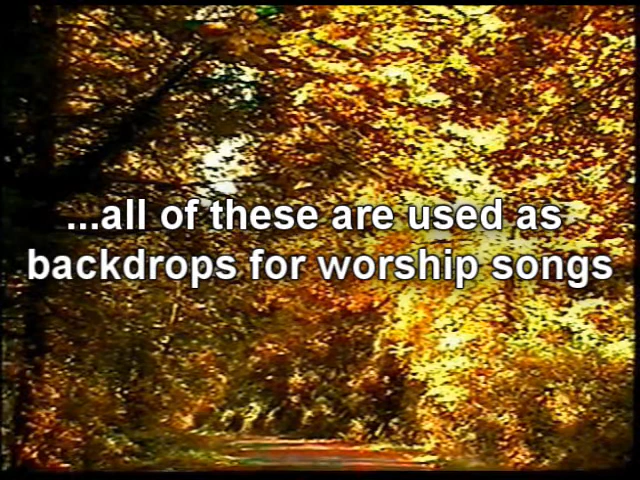 ...all of these are used as
backdrops for worship songs